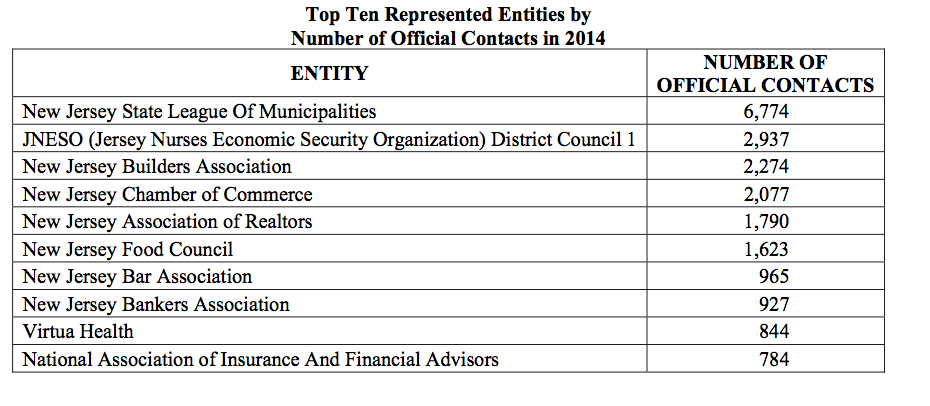 Top Ten Represented Entities by
Number of Official Contacts in 2014
ENTITY NUMBER OF
OFFICIAL CONTACTS
New Jersey State League Of Municipalities 6,774
JNESO (Jersey Nurses Economic Security Organization) District Council 1 2,937
New Jersey Builders Association 2,274
New Jersey Chamber of Commerce 2,077
New Jersey Association of Realtors 1,790
New Jersey Food Council 1,623
New Jersey Bar Association 965
New Jersey Bankers Association 927
Virtua Health 844
National Association of Insurance And Financial Advisors 784